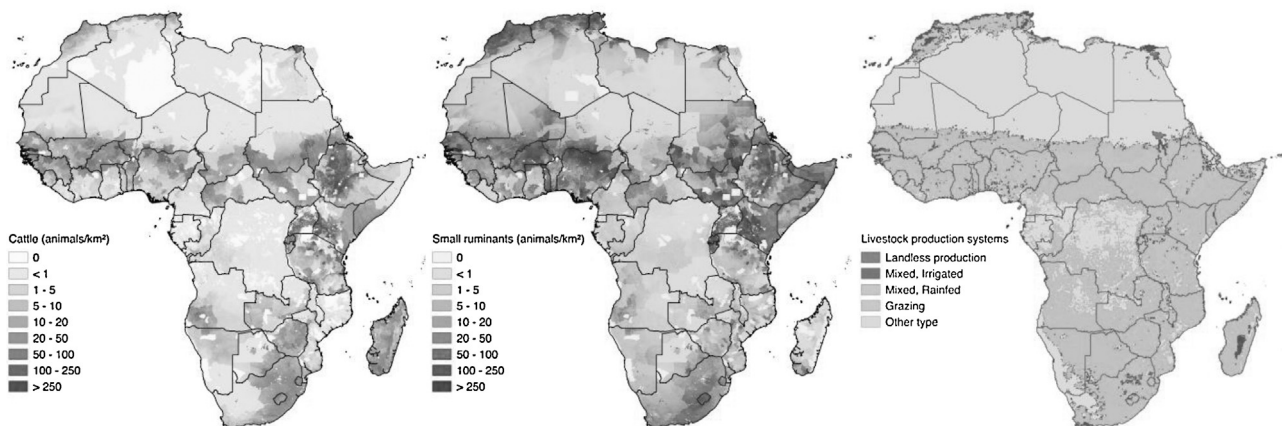 Cattle (animals/km²)
0
< 1
1 - 5
5 - 10
10 - 20
20 - 50
50 - 100
100 - 250
> 250
Small ruminants (animals/km²)
0
< 1
1 - 5
5 - 10
10 - 20
20 - 50
50 - 100
100 - 250
> 250
Livestock production systems
Landless production
Mixed, Irrigated
Mixed, Rainfed
Grazing
Other type